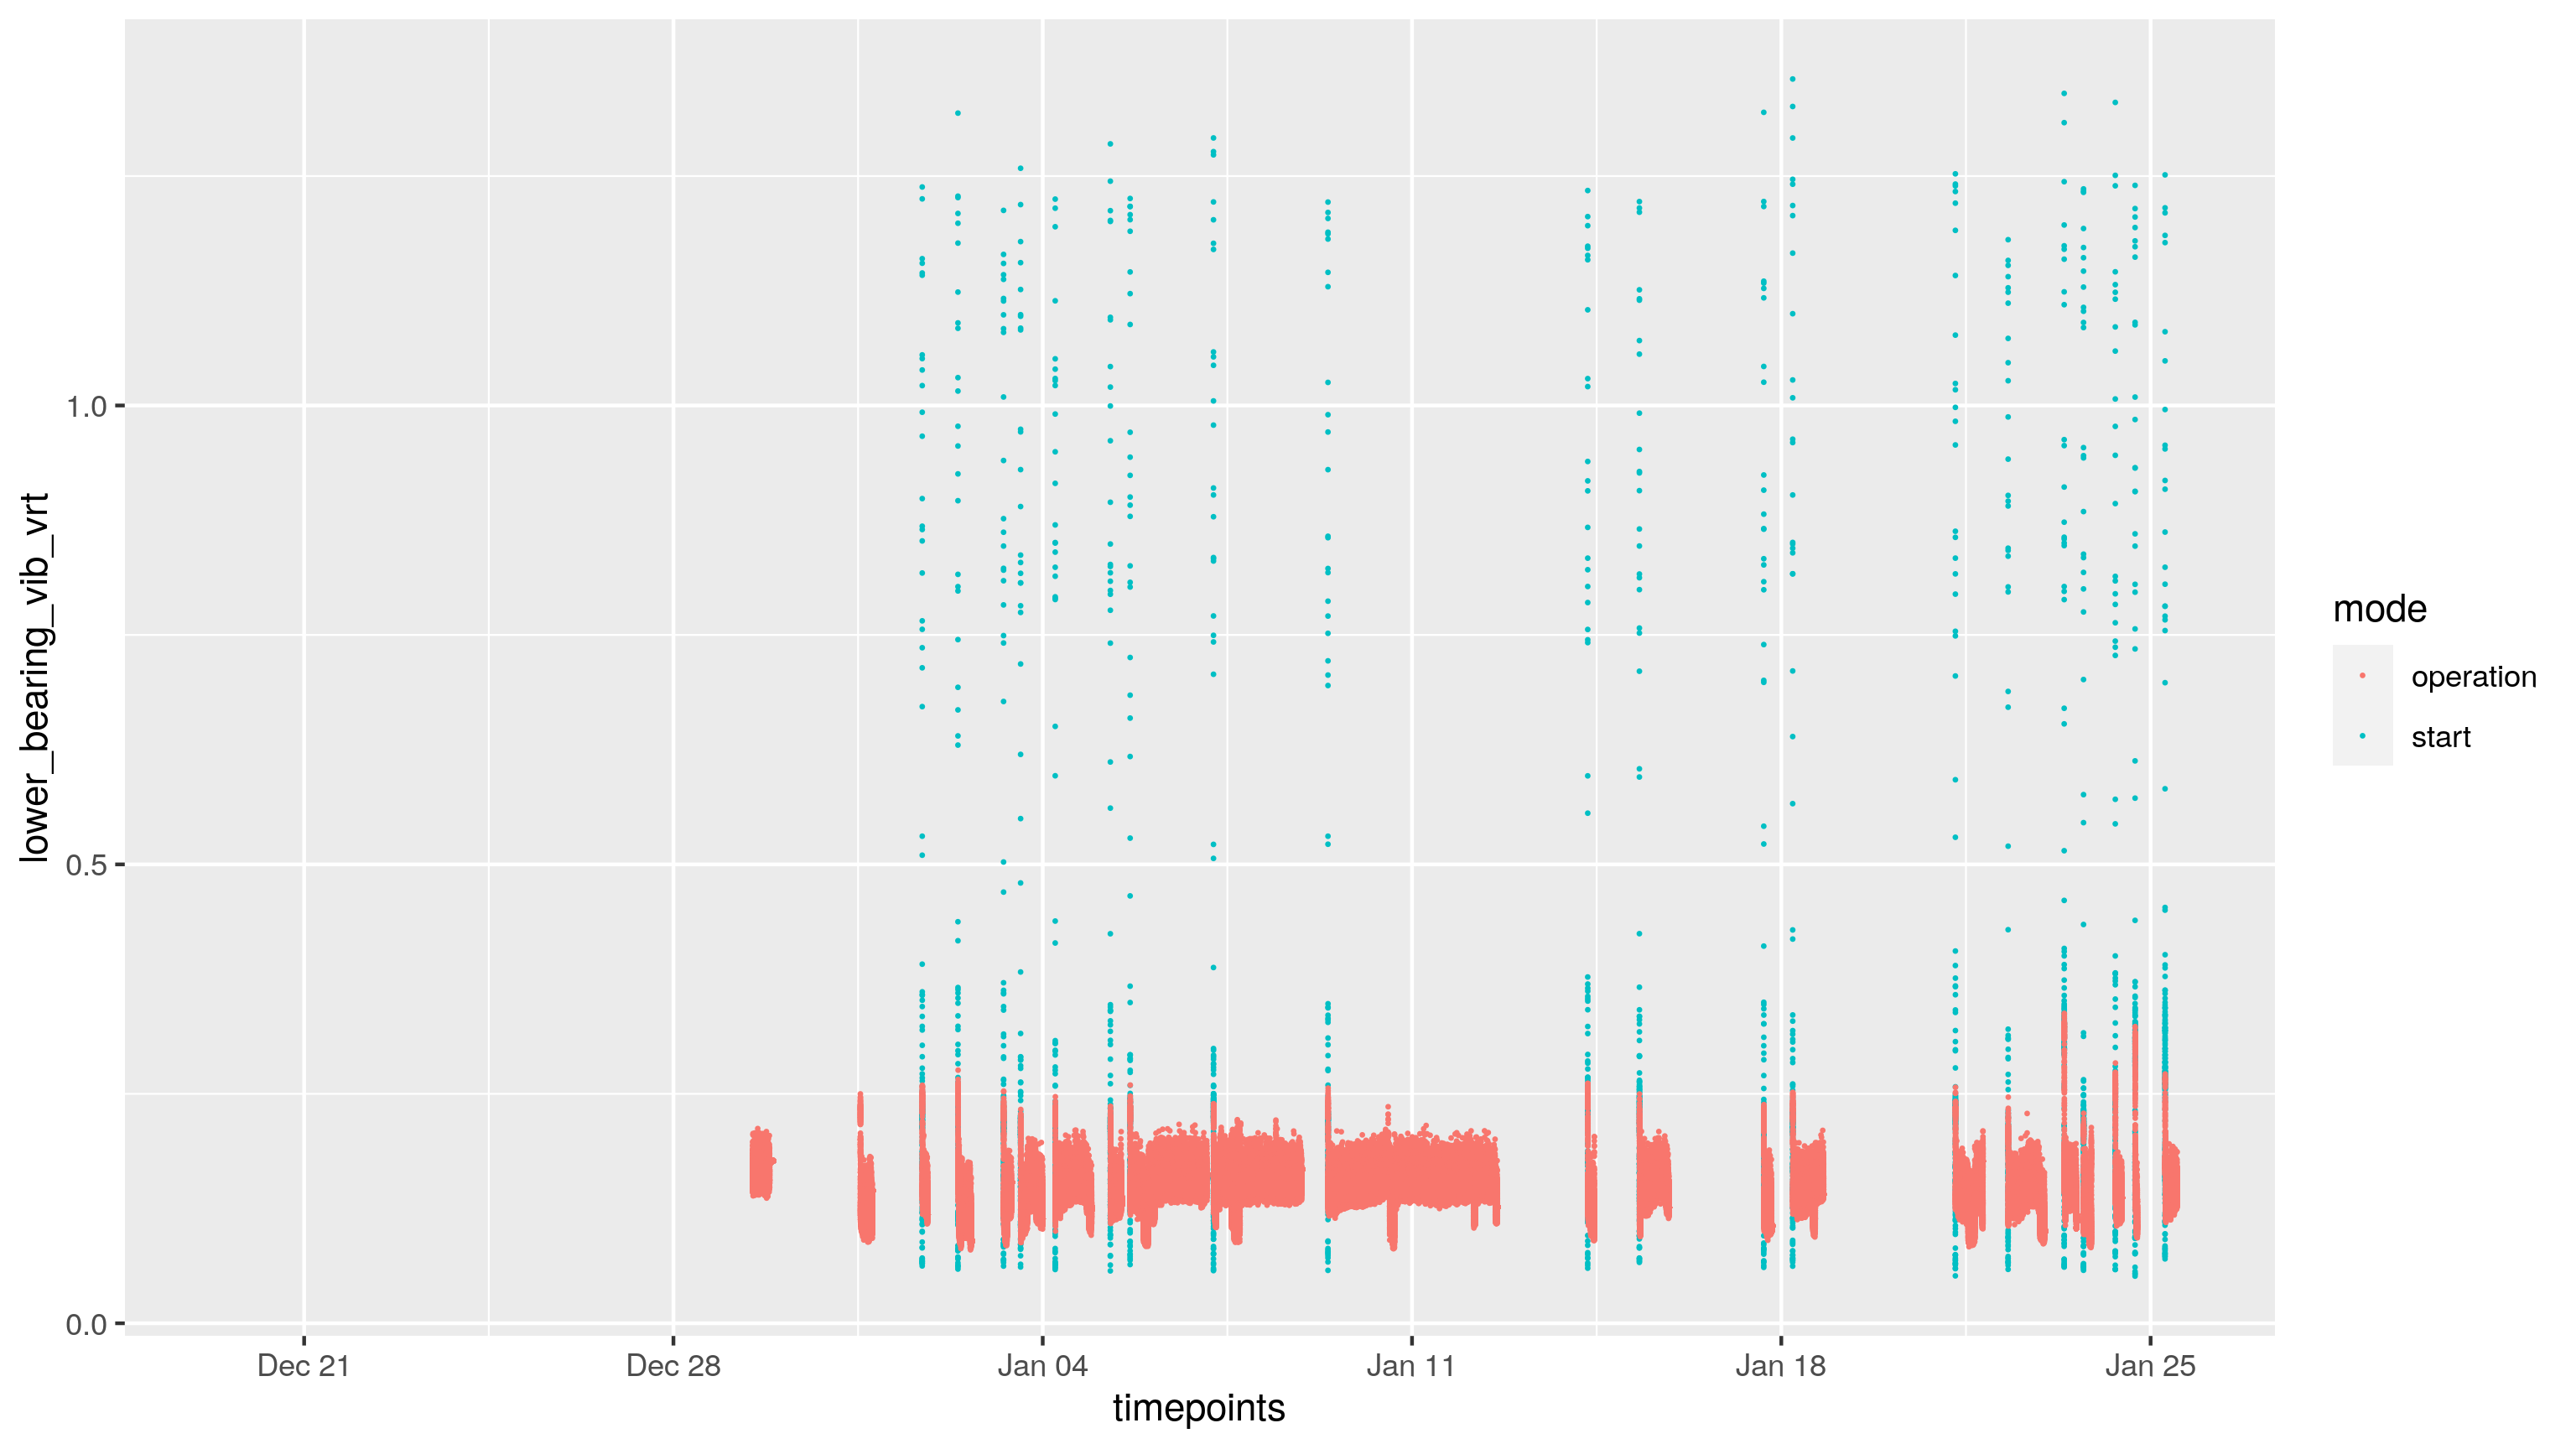 lower_bearing_vib_vrt
1.0
0.5
0.0
Dec 21
Dec 28
Jan 04
Jan 11
Jan 18
Jan 25
timepoints
mode
operation
start